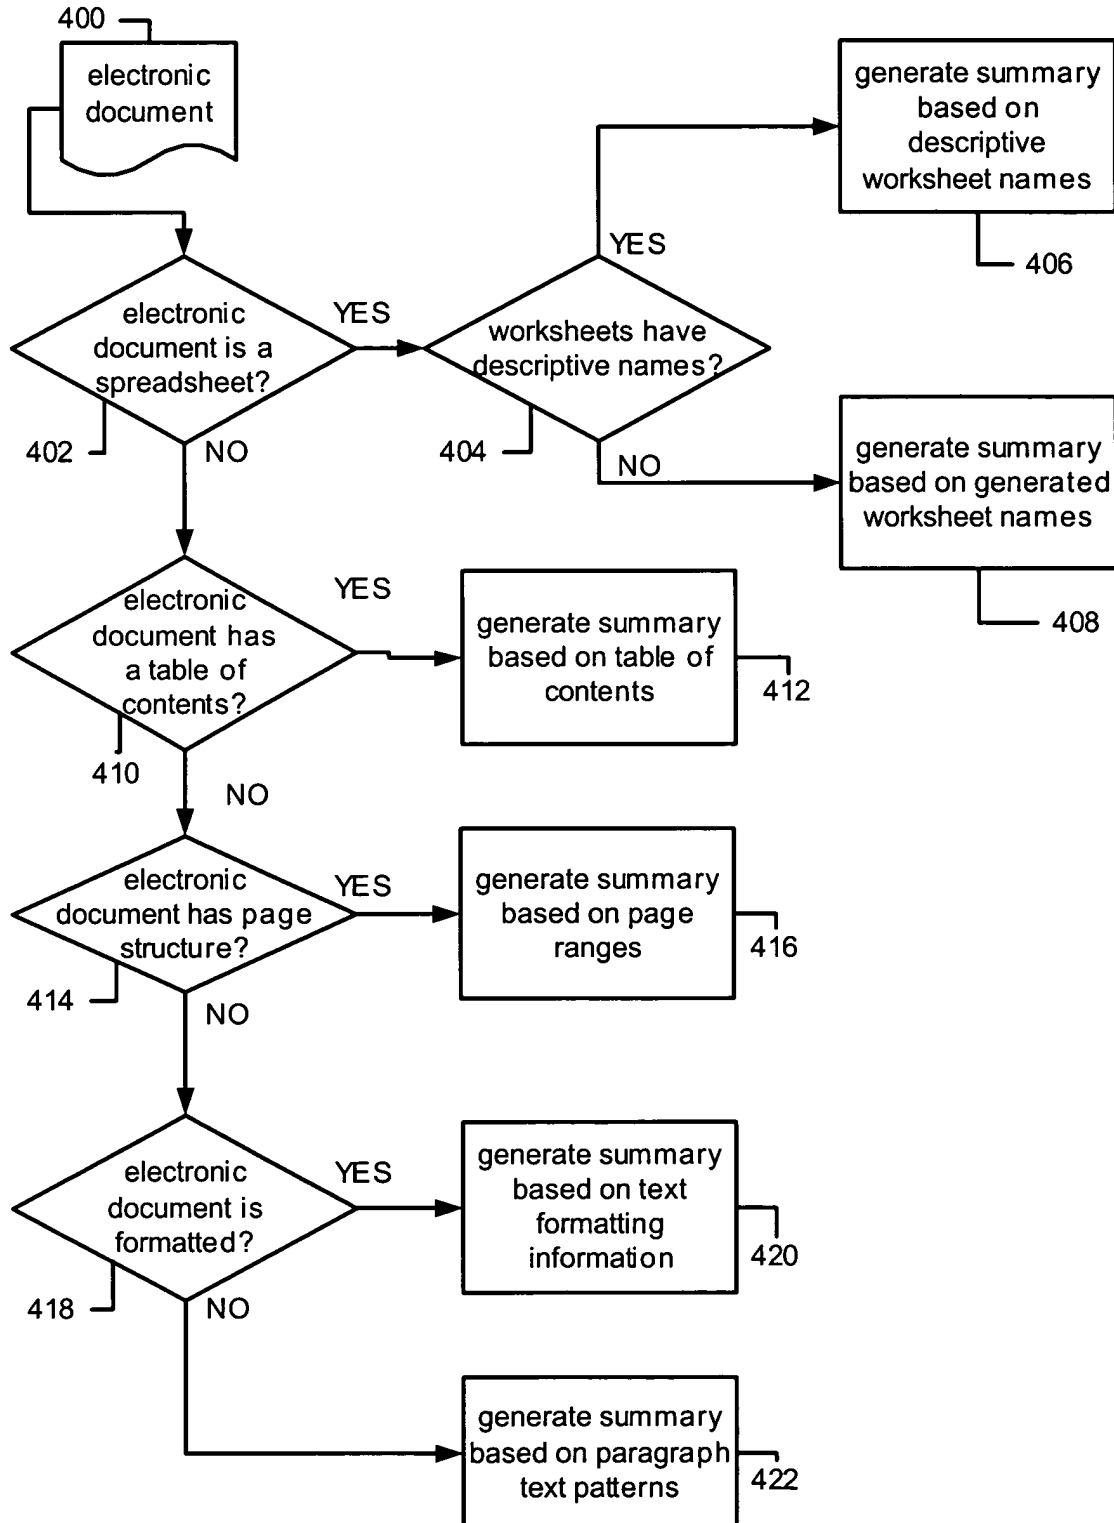 400
electronic
document
generate summary
based on
descriptive
worksheet names
406
YES
electronic
document is a
spreadsheet?
YES
worksheets have
descriptive names?
402
NO
404
NO
generate summary
based on generated
worksheet names
408
electronic
document has
a table of
contents?
YES
generate summary
based on table of
contents
412
410
NO
electronic
document has page
structure?
YES
generate summary
based on page
ranges
416
414
NO
electronic
document is
formatted?
YES
generate summary
based on text
formatting
information
420
418
NO
generate summary
based on paragraph
text patterns
422